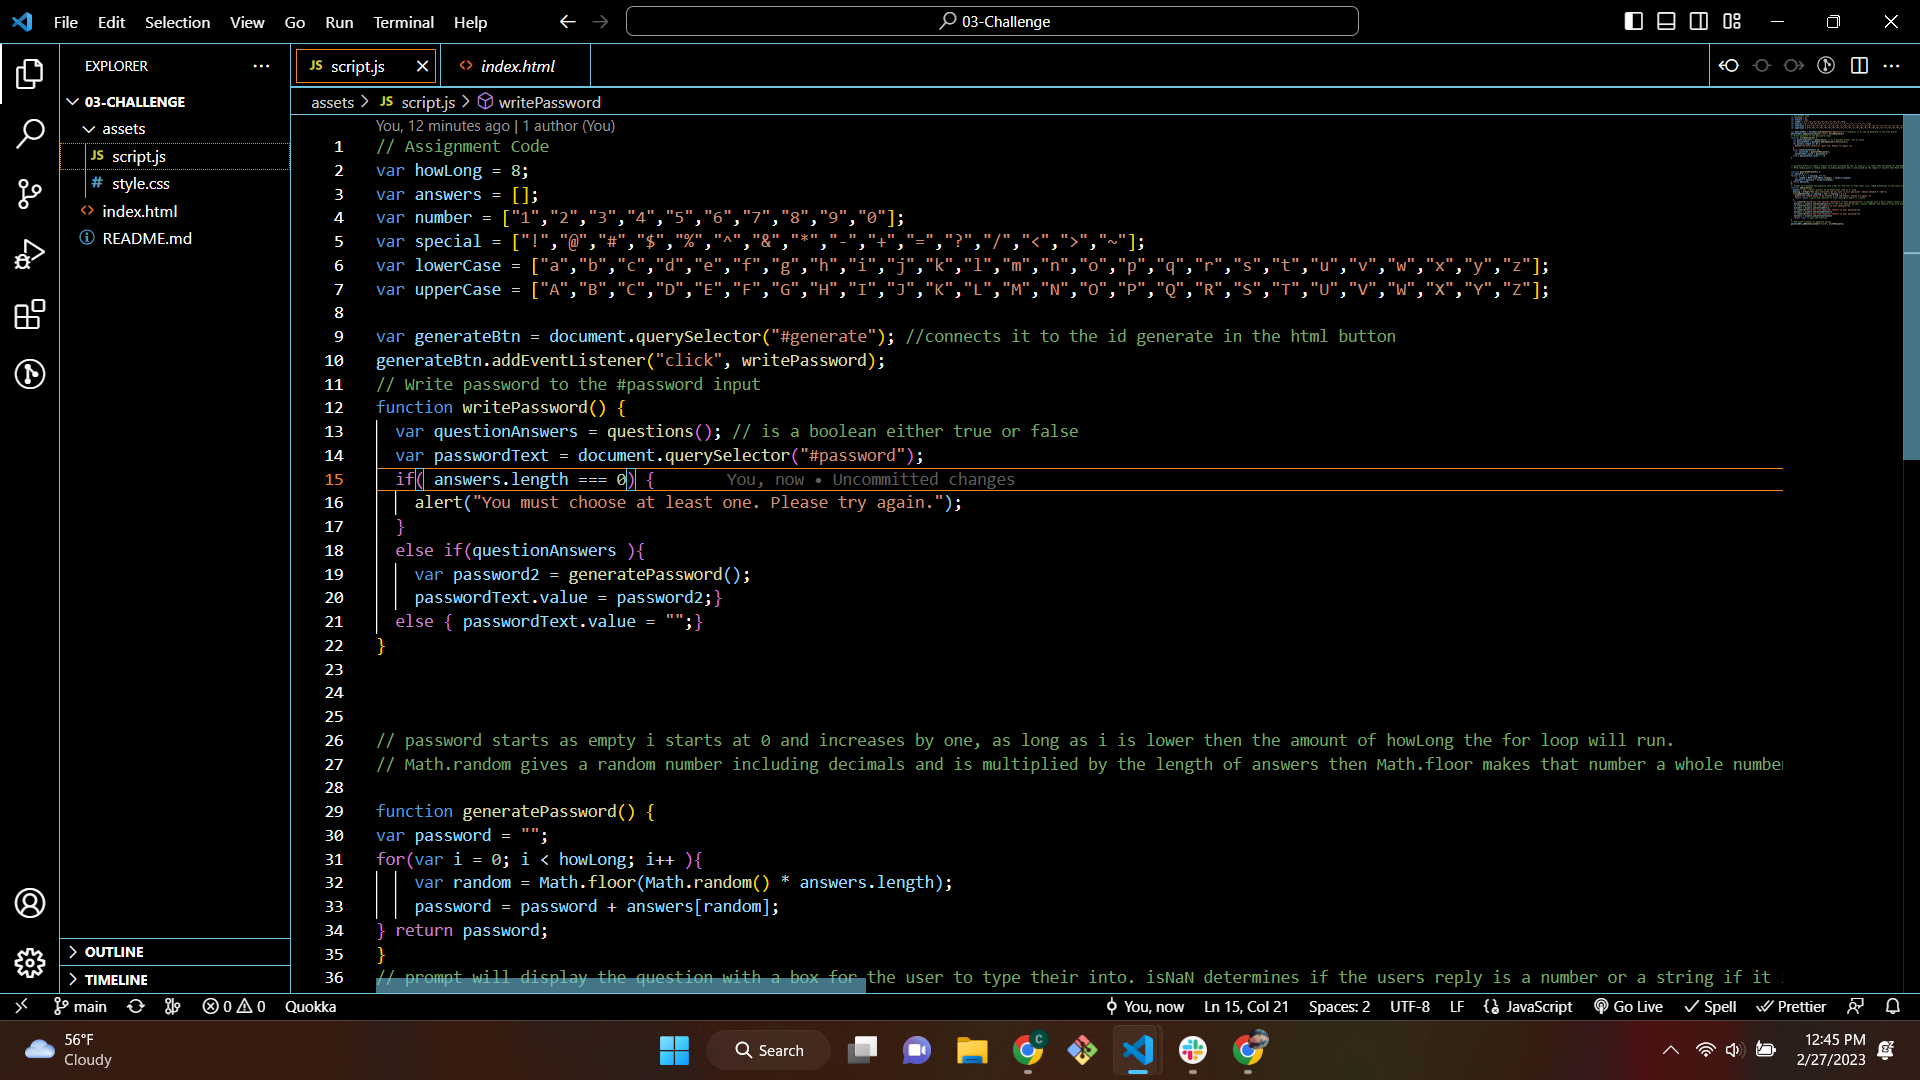 File Edit Selection View Go Run Terminal Help
03-Challenge
EXPLORER
03-CHALLENGE
assets
JS script.js
# style.css
<> index.html
README.md
OUTLINE
TIMELINE
JS script.js
<> index.html
assets > JS script.js > writePassword
You, 12 minutes ago | 1 author (You)
1 // Assignment Code
2 var howLong = 8;
3 var answers = [];
4 var number = ["1","2","3","4","5","6","7","8","9","0"];
5 var special = ["!","@","#","$","%","^","&","*","-","+","=","?","/","<",">","~"];
6 var lowerCase = ["a","b","c","d","e","f","g","h","i","j","k","l","m","n","o","p","q","r","s","t","u","v","w","x","y","z"];
7 var upperCase = ["A","B","C","D","E","F","G","H","I","J","K","L","M","N","O","P","Q","R","S","T","U","V","W","X","Y","Z"];
8
9 var generateBtn = document.querySelector("#generate"); //connects it to the id generate in the html button
10 generateBtn.addEventListener("click", writePassword);
11 // Write password to the #password input
12 function writePassword() {
13 var questionAnswers = questions(); // is a boolean either true or false
14 var passwordText = document.querySelector("#password");
15 if( answers.length === 0) { You, now • Uncommitted changes
16 alert("You must choose at least one. Please try again.");
17 }
18 else if(questionAnswers ){
19 var password2 = generatePassword();
20 passwordText.value = password2;}
21 else { passwordText.value = "";}
22 }
23
24
25
26 // password starts as empty i starts at 0 and increases by one, as long as i is lower then the amount of howLong the for loop will run.
27 // Math.random gives a random number including decimals and is multiplied by the length of answers then Math.floor makes that number a whole number
28
29 function generatePassword() {
30 var password = "";
31 for(var i = 0; i < howLong; i++ ){
32 var random = Math.floor(Math.random() * answers.length);
33 password = password + answers[random];
34 } return password;
35 }
36 // prompt will display the question with a box for the user to type their into. isNaN determines if the users reply is a number or a string if it
main 0 0 Quokka You, now Ln 15, Col 21 Spaces: 2 UTF-8 LF {} JavaScript Go Live Spell Prettier
56°F
Cloudy
Search
C
12:45 PM
2/27/2023